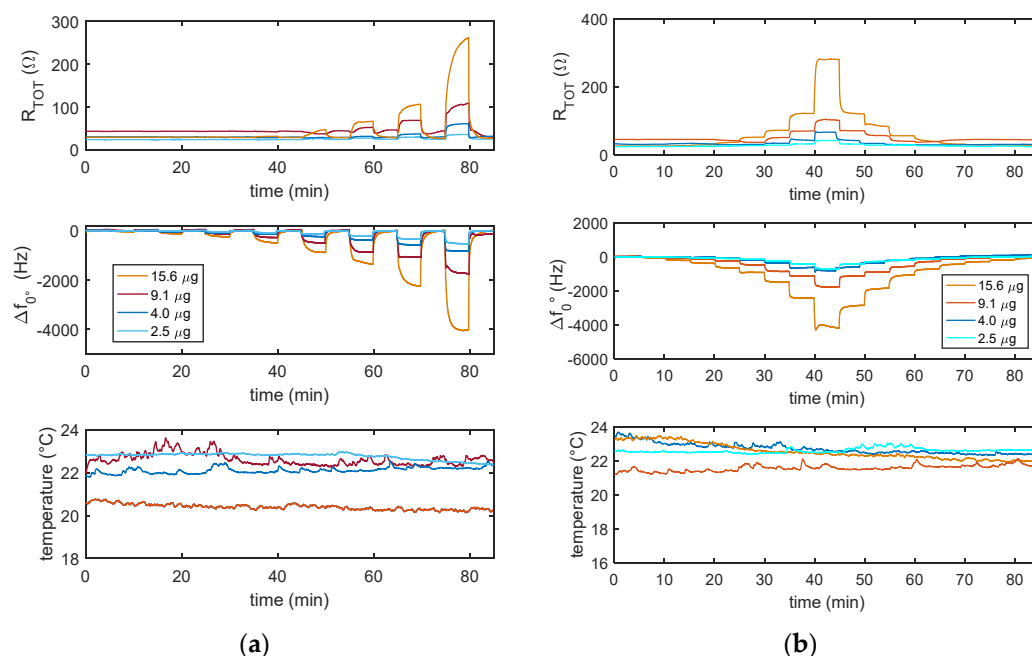 R_TOT (Ω)
300
200
100
0
0 20 40 60 80
time (min)
Δf_0° (Hz)
0
-2000
-4000
15.6 μg
9.1 μg
4.0 μg
2.5 μg
0 20 40 60 80
time (min)
temperature (°C)
24
22
20
18
0 20 40 60 80
time (min)
(a)
R_TOT (Ω)
400
200
0
0 10 20 30 40 50 60 70 80
time (min)
Δf_0° (Hz)
2000
0
-2000
-4000
-6000
15.6 μg
9.1 μg
4.0 μg
2.5 μg
0 10 20 30 40 50 60 70 80
time (min)
temperature (°C)
24
22
20
18
16
0 10 20 30 40 50 60 70 80
time (min)
(b)